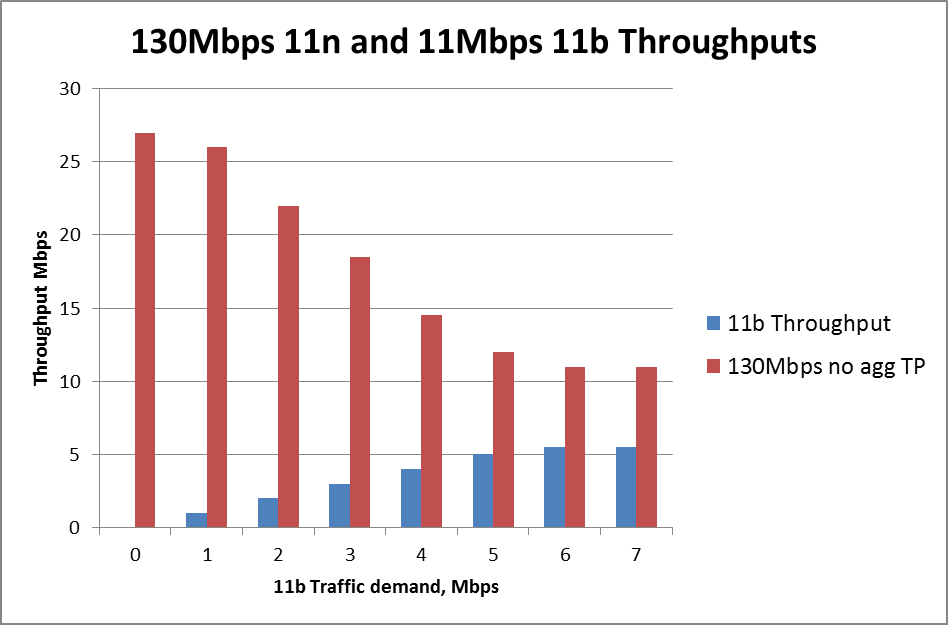 130Mbps 11n and 11Mbps 11b Throughputs
30
25
20
15
10
5
0
Throughput Mbps
0 1 2 3 4 5 6 7
11b Traffic demand, Mbps
11b Throughput
130Mbps no agg TP